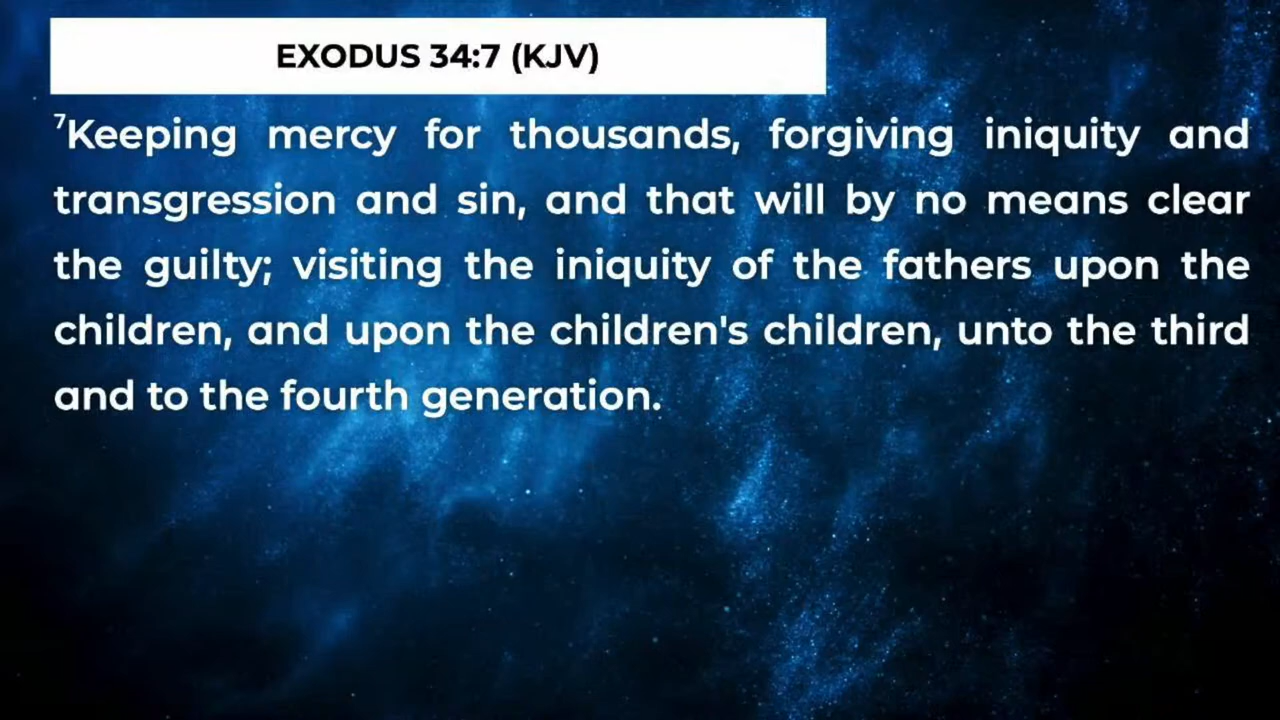 EXODUS 34:7 (KJV)
⁷Keeping mercy for thousands, forgiving iniquity and
transgression and sin, and that will by no means clear
the guilty; visiting the iniquity of the fathers upon the
children, and upon the children's children, unto the third
and to the fourth generation.